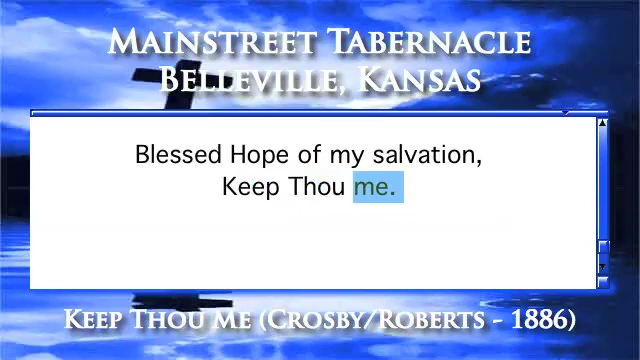 Mainstreet Tabernacle
Belleville, Kansas
Blessed Hope of my salvation,
Keep Thou me.
Keep Thou Me (Crosby/Roberts - 1886)